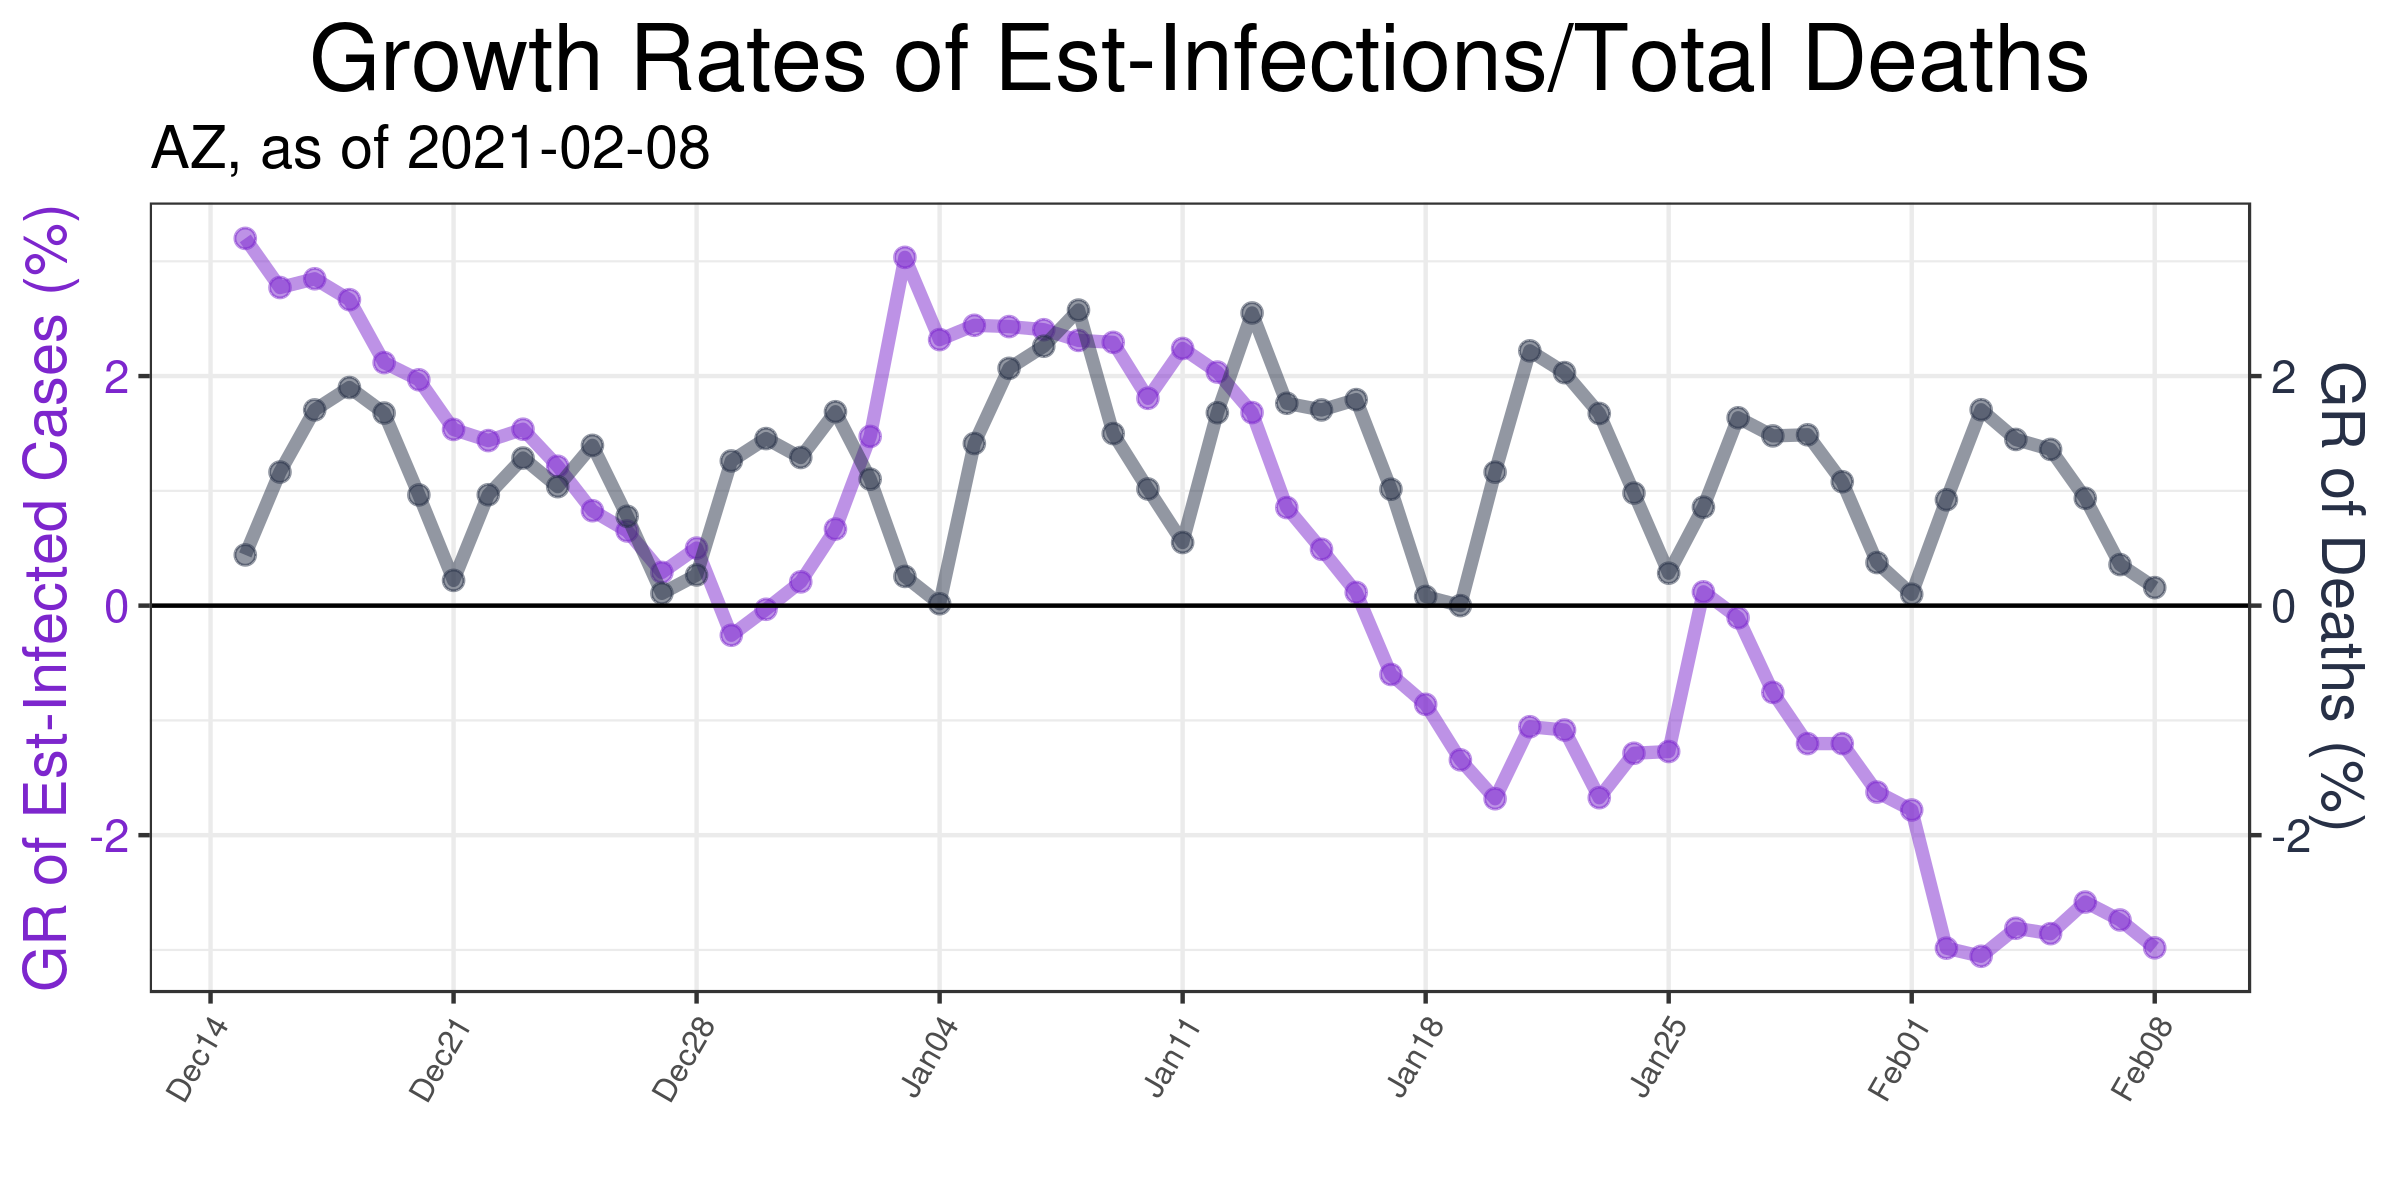 Growth Rates of Est-Infections/Total Deaths
AZ, as of 2021-02-08
GR of Est-Infected Cases (%)
2
0
-2
2
0
-2
GR of Deaths (%)
Dec14
Dec21
Dec28
Jan04
Jan11
Jan18
Jan25
Feb01
Feb08